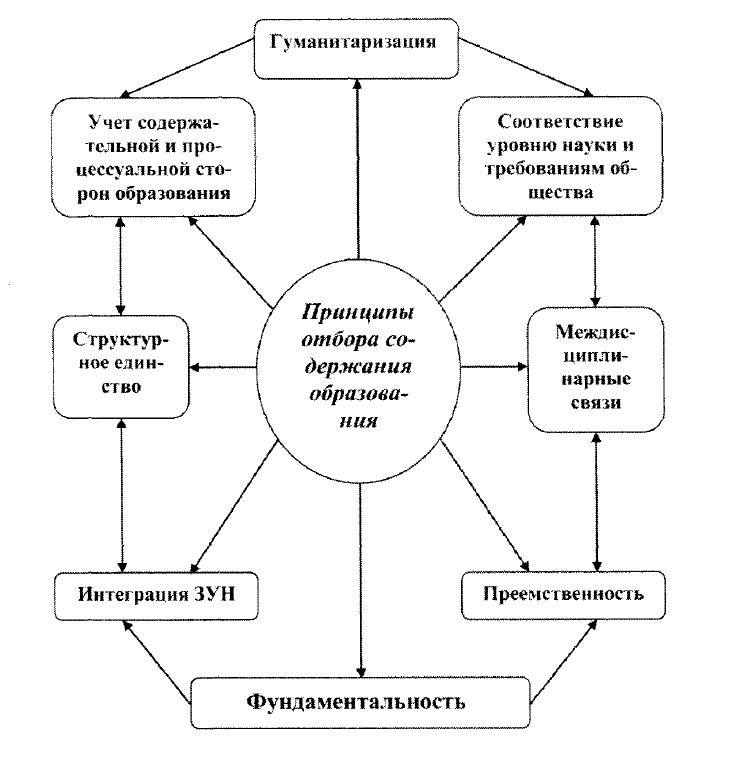 Гуманитаризация
Учет содержа-
тельной и про-
цессуальной сто-
рон образования
Соответствие
уровню науки и
требованиям об-
щества
Принципы
отбора со-
держания
образова-
ния
Структур-
ное един-
ство
Междис-
ципли-
нарные
связи
Интеграция ЗУН
Преемственность
Фундаментальность